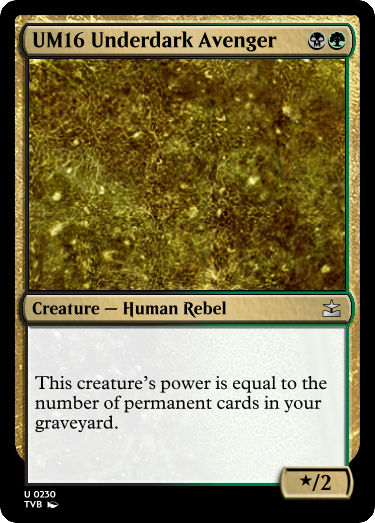 UM16 Underdark Avenger
Creature — Human Rebel
This creature's power is equal to the
number of permanent cards in your
graveyard.
★/2
U 0230
TVB